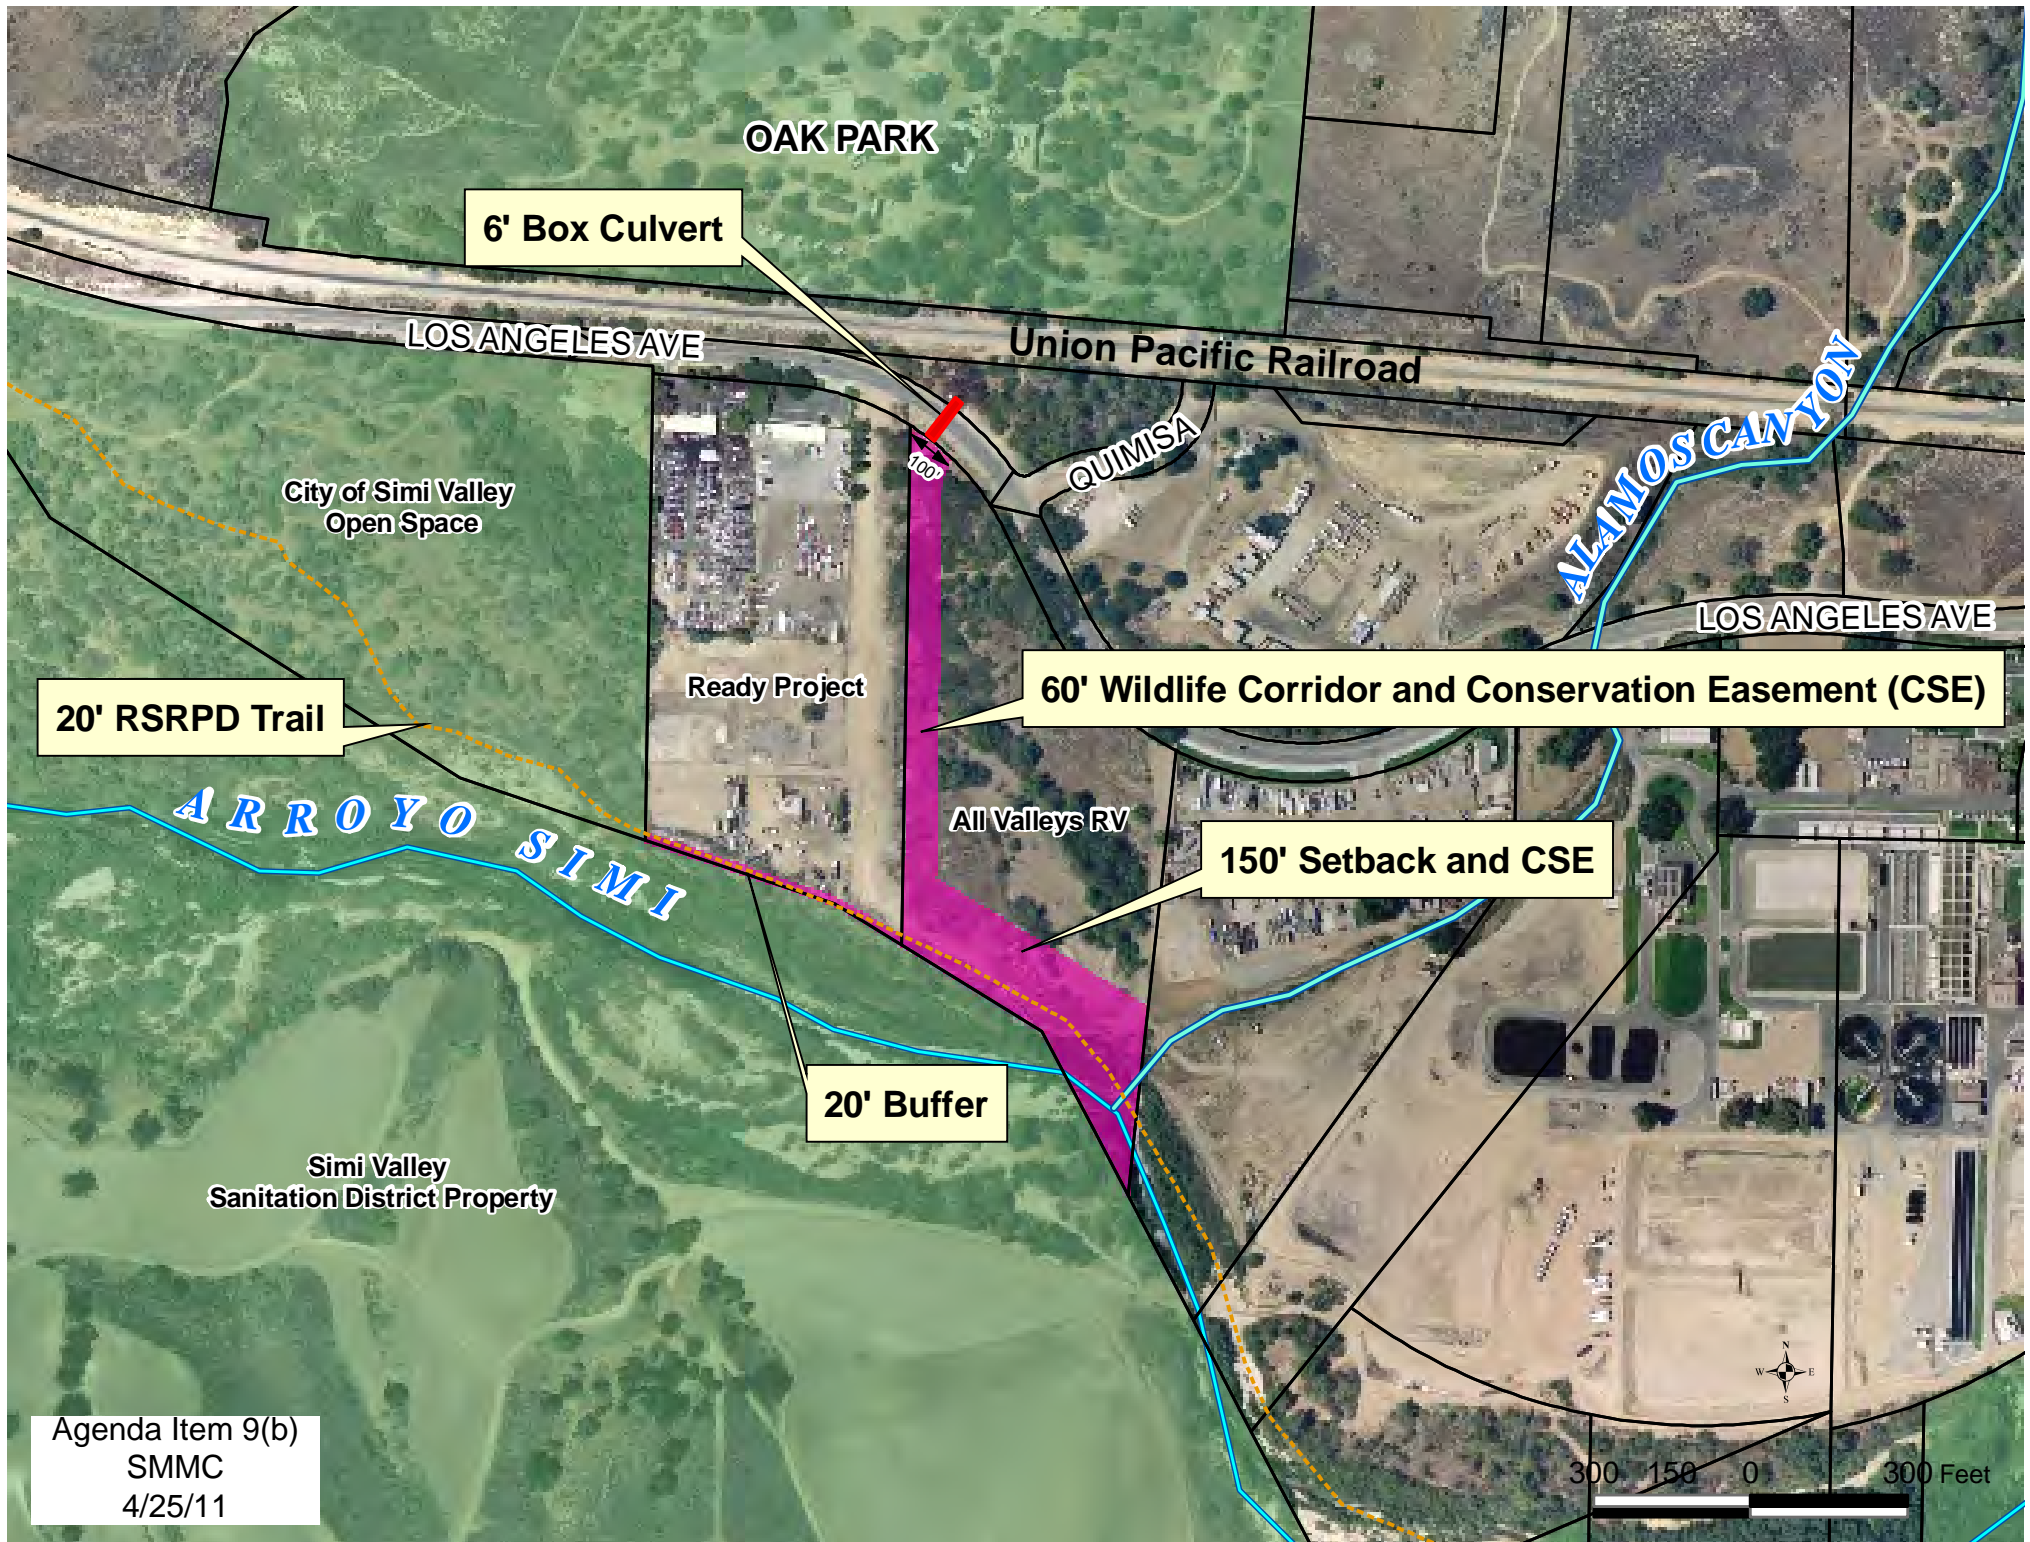 OAK PARK
6' Box Culvert
LOS ANGELES AVE
Union Pacific Railroad
ALAMOS CANYON
QUIMISA
100'
City of Simi Valley
Open Space
LOS ANGELES AVE
Ready Project
60' Wildlife Corridor and Conservation Easement (CSE)
20' RSRPD Trail
ARROYO SIMI
All Valleys RV
150' Setback and CSE
20' Buffer
Simi Valley
Sanitation District Property
N
W E
S
Agenda Item 9(b)
SMMC
4/25/11
300 150 0 300 Feet